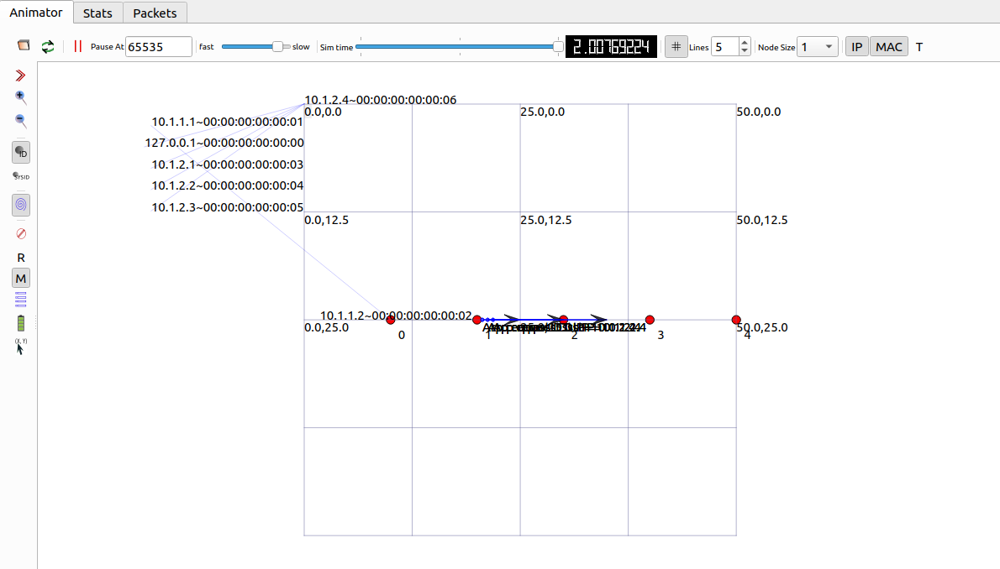 Animator Stats Packets
Pause At 65535 fast slow Sim time 2.00769224 # Lines 5 Node Size 1 IP MAC T
10.1.2.4~00:00:00:00:00:06
0.0,0.0 25.0,0.0 50.0,0.0
10.1.1.1~00:00:00:00:00:01
127.0.0.1~00:00:00:00:00:00
ID
10.1.2.1~00:00:00:00:00:03
SYSID
10.1.2.2~00:00:00:00:00:04
10.1.2.3~00:00:00:00:00:05
0.0,12.5 25.0,12.5 50.0,12.5
R
M
10.1.1.2~00:00:00:00:00:02
0.0,25.0 50.0,25.0
0 1 2 3 4
(X, Y)